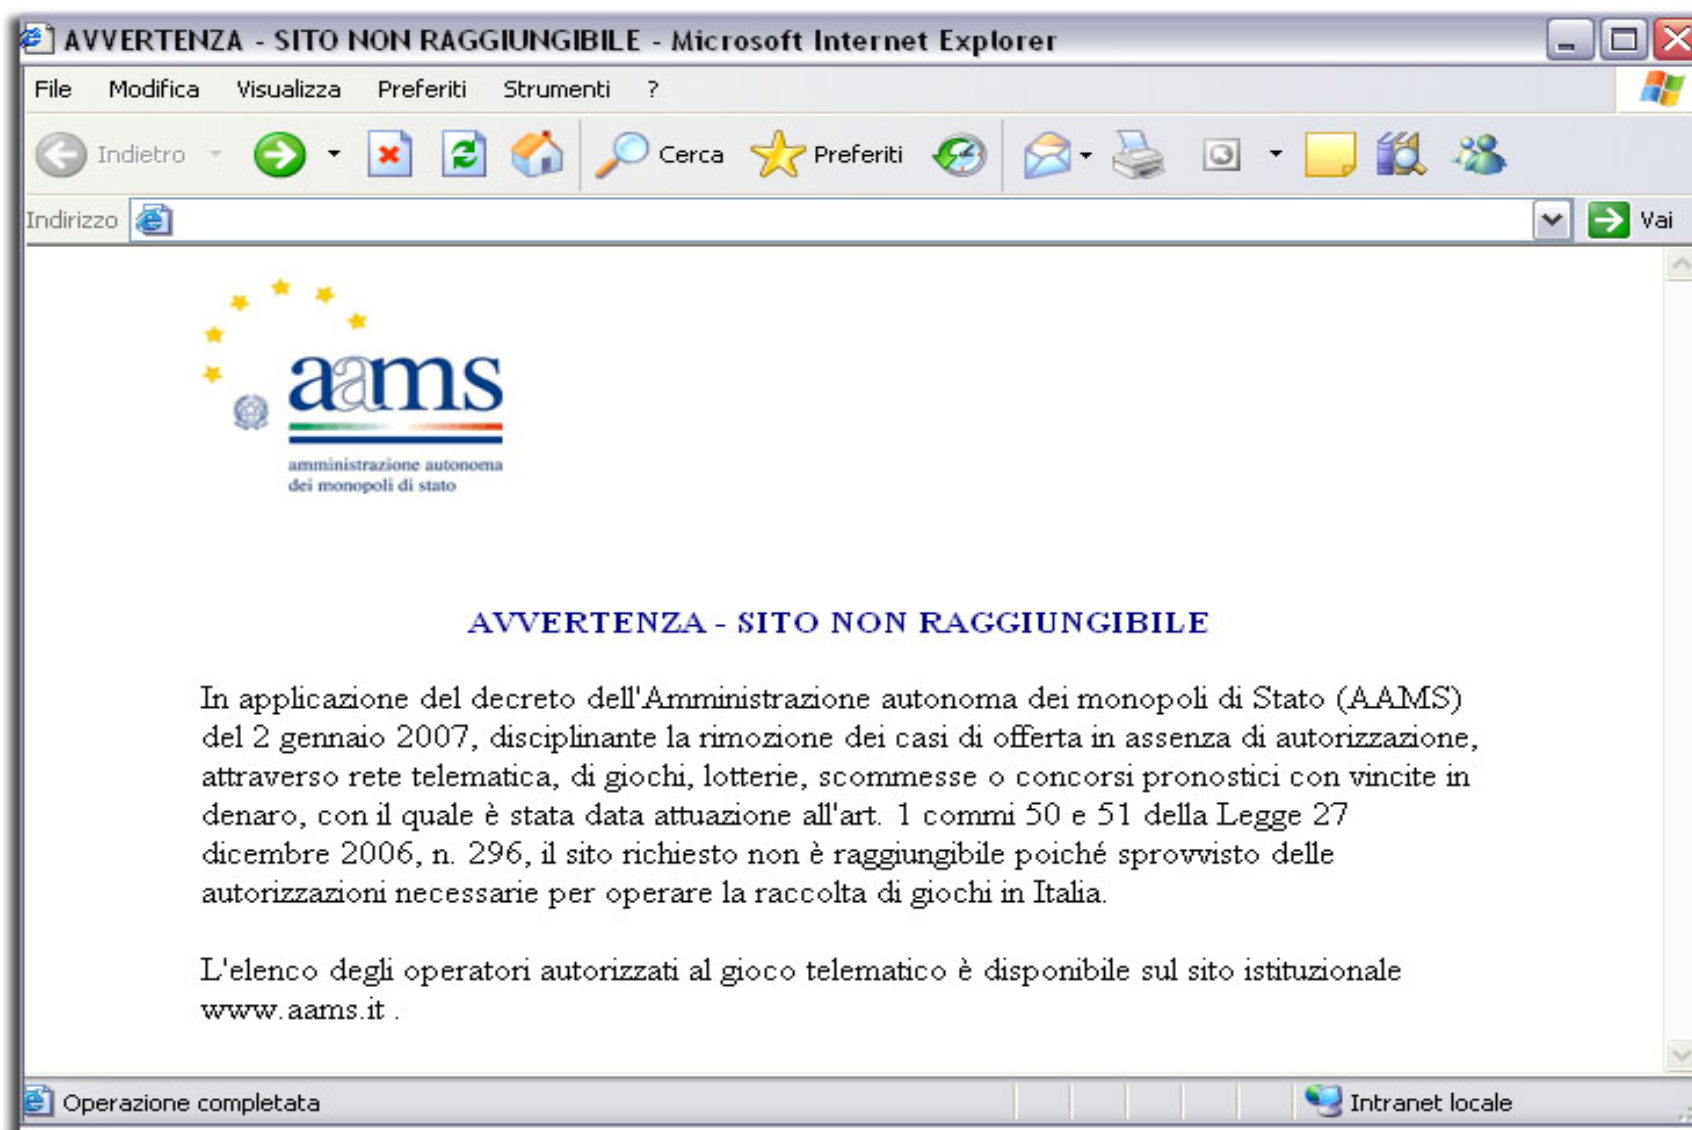 AVVERTENZA - SITO NON RAGGIUNGIBILE - Microsoft Internet Explorer
File Modifica Visualizza Preferiti Strumenti ?
Indietro Cerca Preferiti
Indirizzo Vai
aams
amministrazione autonoma
dei monopoli di stato
AVVERTENZA - SITO NON RAGGIUNGIBILE
In applicazione del decreto dell'Amministrazione autonoma dei monopoli di Stato (AAMS)
del 2 gennaio 2007, disciplinante la rimozione dei casi di offerta in assenza di autorizzazione,
attraverso rete telematica, di giochi, lotterie, scommesse o concorsi pronostici con vincite in
denaro, con il quale è stata data attuazione all'art. 1 commi 50 e 51 della Legge 27
dicembre 2006, n. 296, il sito richiesto non è raggiungibile poiché sprovvisto delle
autorizzazioni necessarie per operare la raccolta di giochi in Italia.
L'elenco degli operatori autorizzati al gioco telematico è disponibile sul sito istituzionale
www.aams.it .
Operazione completata Intranet locale